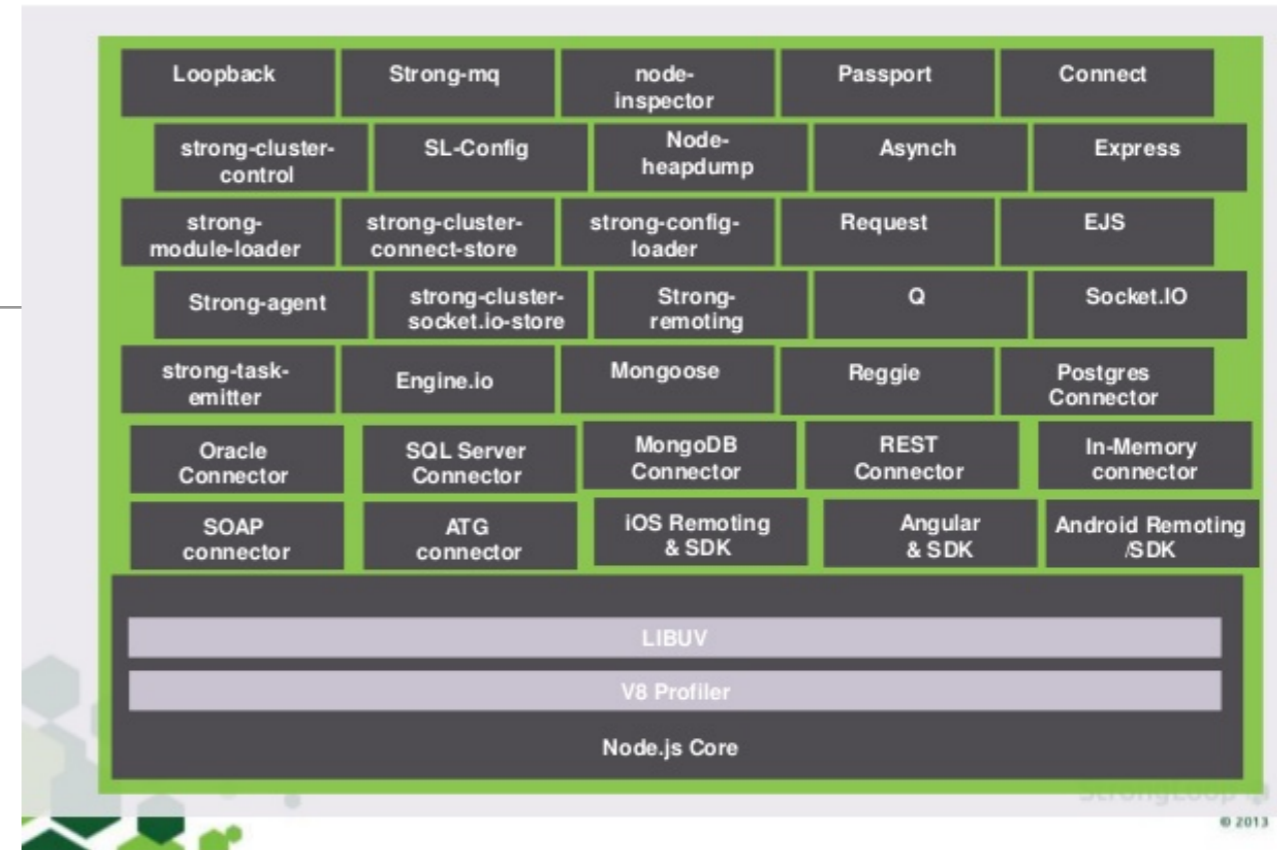 Loopback
Strong-mq
node-
inspector
Passport
Connect
strong-cluster-
control
SL-Config
Node-
heapdump
Asynch
Express
strong-
module-loader
strong-cluster-
connect-store
strong-config-
loader
Request
EJS
Strong-agent
strong-cluster-
socket.io-store
Strong-
remoting
Q
Socket.IO
strong-task-
emitter
Engine.io
Mongoose
Reggie
Postgres
Connector
Oracle
Connector
SQL Server
Connector
MongoDB
Connector
REST
Connector
In-Memory
connector
SOAP
connector
ATG
connector
iOS Remoting
& SDK
Angular
& SDK
Android Remoting
/SDK
LIBUV
V8 Profiler
Node.js Core
StrongLoop
© 2013